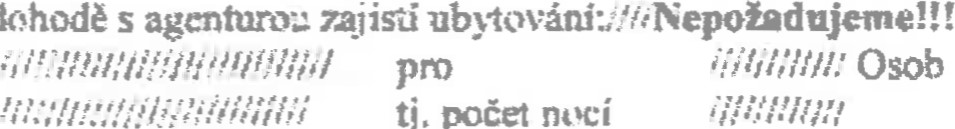 dohodě s agenturou zajistí ubytování:////Nepožadujeme!!!
////////////////////// pro ////////// Osob
////////////////////// tj. počet nocí //////////